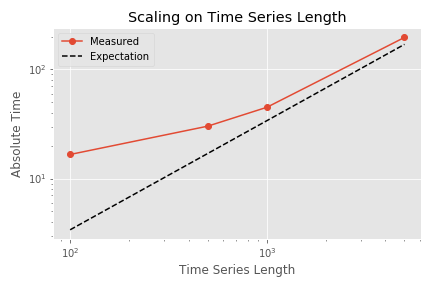 Scaling on Time Series Length
Measured
Expectation
Absolute Time
10²
10¹
10² 10³
Time Series Length